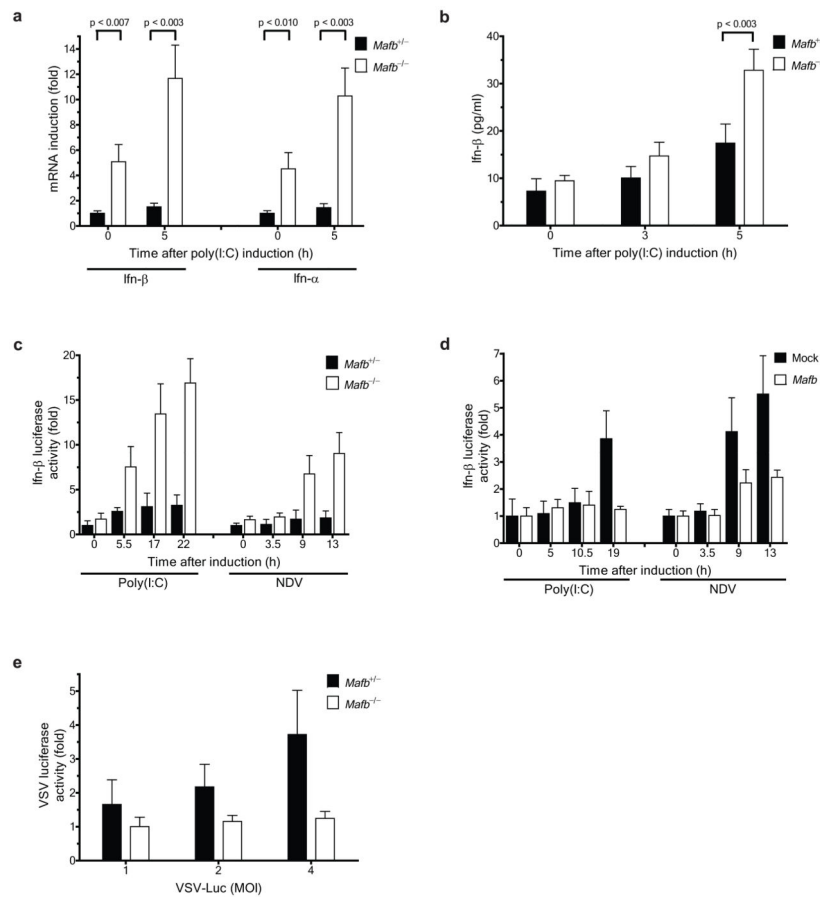 a
p < 0.007 p < 0.003 p < 0.010 p < 0.003
Mafb+/–
Mafb–/–
mRNA induction (fold)
14
12
10
8
6
4
2
0
0 5 0 5
Time after poly(I:C) induction (h)
Ifn-β Ifn-α
b
p < 0.003
Mafb+
Mafb–
Ifn-β (pg/ml)
40
30
20
10
0
0 3 5
Time after poly(I:C) induction (h)
c
Mafb+/–
Mafb–/–
Ifn-β luciferase
activity (fold)
20
15
10
5
0
0 5.5 17 22 0 3.5 9 13
Time after induction (h)
Poly(I:C) NDV
d
Mock
Mafb
Ifn-β luciferase
activity (fold)
7
6
5
4
3
2
1
0
0 5 10.5 19 0 3.5 9 13
Time after induction (h)
Poly(I:C) NDV
e
Mafb+/–
Mafb–/–
VSV luciferase
activity (fold)
5
4
3
2
1
0
1 2 4
VSV-Luc (MOI)